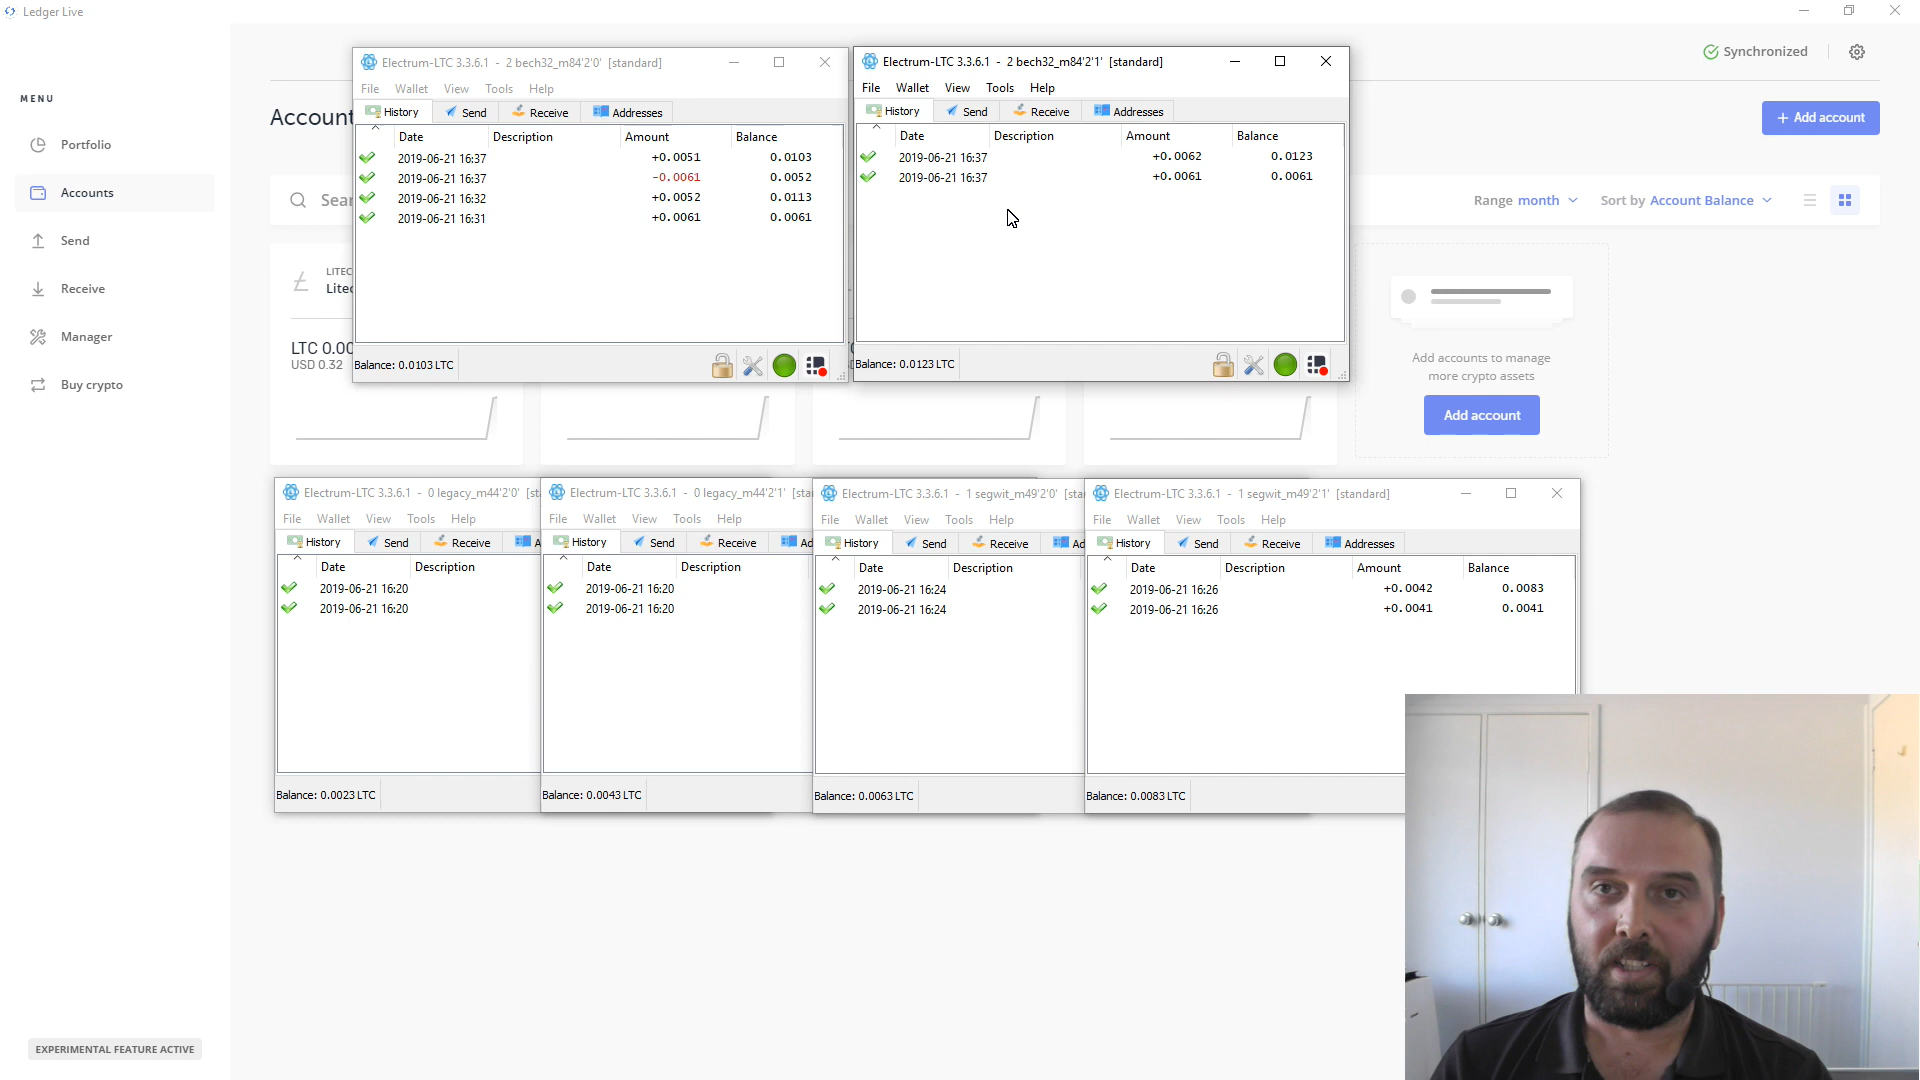 Ledger Live
MENU
Portfolio
Accounts
Send
Receive
Manager
Buy crypto
EXPERIMENTAL FEATURE ACTIVE
Synchronized
Account
+ Add account
Range month
Sort by Account Balance
LTC 0.00
USD 0.32
Add accounts to manage
more crypto assets
Add account
Electrum-LTC 3.3.6.1 - 2 bech32_m84'2'0' [standard]
File Wallet View Tools Help
History Send Receive Addresses
Date Description Amount Balance
2019-06-21 16:37 +0.0051 0.0103
2019-06-21 16:37 -0.0061 0.0052
2019-06-21 16:32 +0.0052 0.0113
2019-06-21 16:31 +0.0061 0.0061
Balance: 0.0103 LTC
Electrum-LTC 3.3.6.1 - 2 bech32_m84'2'1' [standard]
File Wallet View Tools Help
History Send Receive Addresses
Date Description Amount Balance
2019-06-21 16:37 +0.0062 0.0123
2019-06-21 16:37 +0.0061 0.0061
Balance: 0.0123 LTC
Electrum-LTC 3.3.6.1 - 0 legacy_m44'2'0' [st
File Wallet View Tools Help
History Send Receive A
Date Description
2019-06-21 16:20
2019-06-21 16:20
Balance: 0.0023 LTC
Electrum-LTC 3.3.6.1 - 0 legacy_m44'2'1' [sta
File Wallet View Tools Help
History Send Receive Ad
Date Description
2019-06-21 16:20
2019-06-21 16:20
Balance: 0.0043 LTC
Electrum-LTC 3.3.6.1 - 1 segwit_m49'2'0' [sta
File Wallet View Tools Help
History Send Receive Ad
Date Description
2019-06-21 16:24
2019-06-21 16:24
Balance: 0.0063 LTC
Electrum-LTC 3.3.6.1 - 1 segwit_m49'2'1' [standard]
File Wallet View Tools Help
History Send Receive Addresses
Date Description Amount Balance
2019-06-21 16:26 +0.0042 0.0083
2019-06-21 16:26 +0.0041 0.0041
Balance: 0.0083 LTC